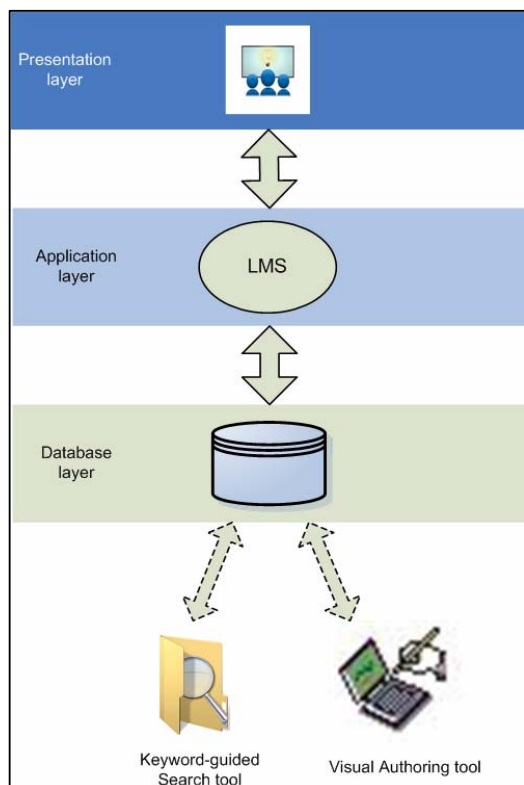 Presentation
layer
Application
layer
LMS
Database
layer
Keyword-guided
Search tool
Visual Authoring tool